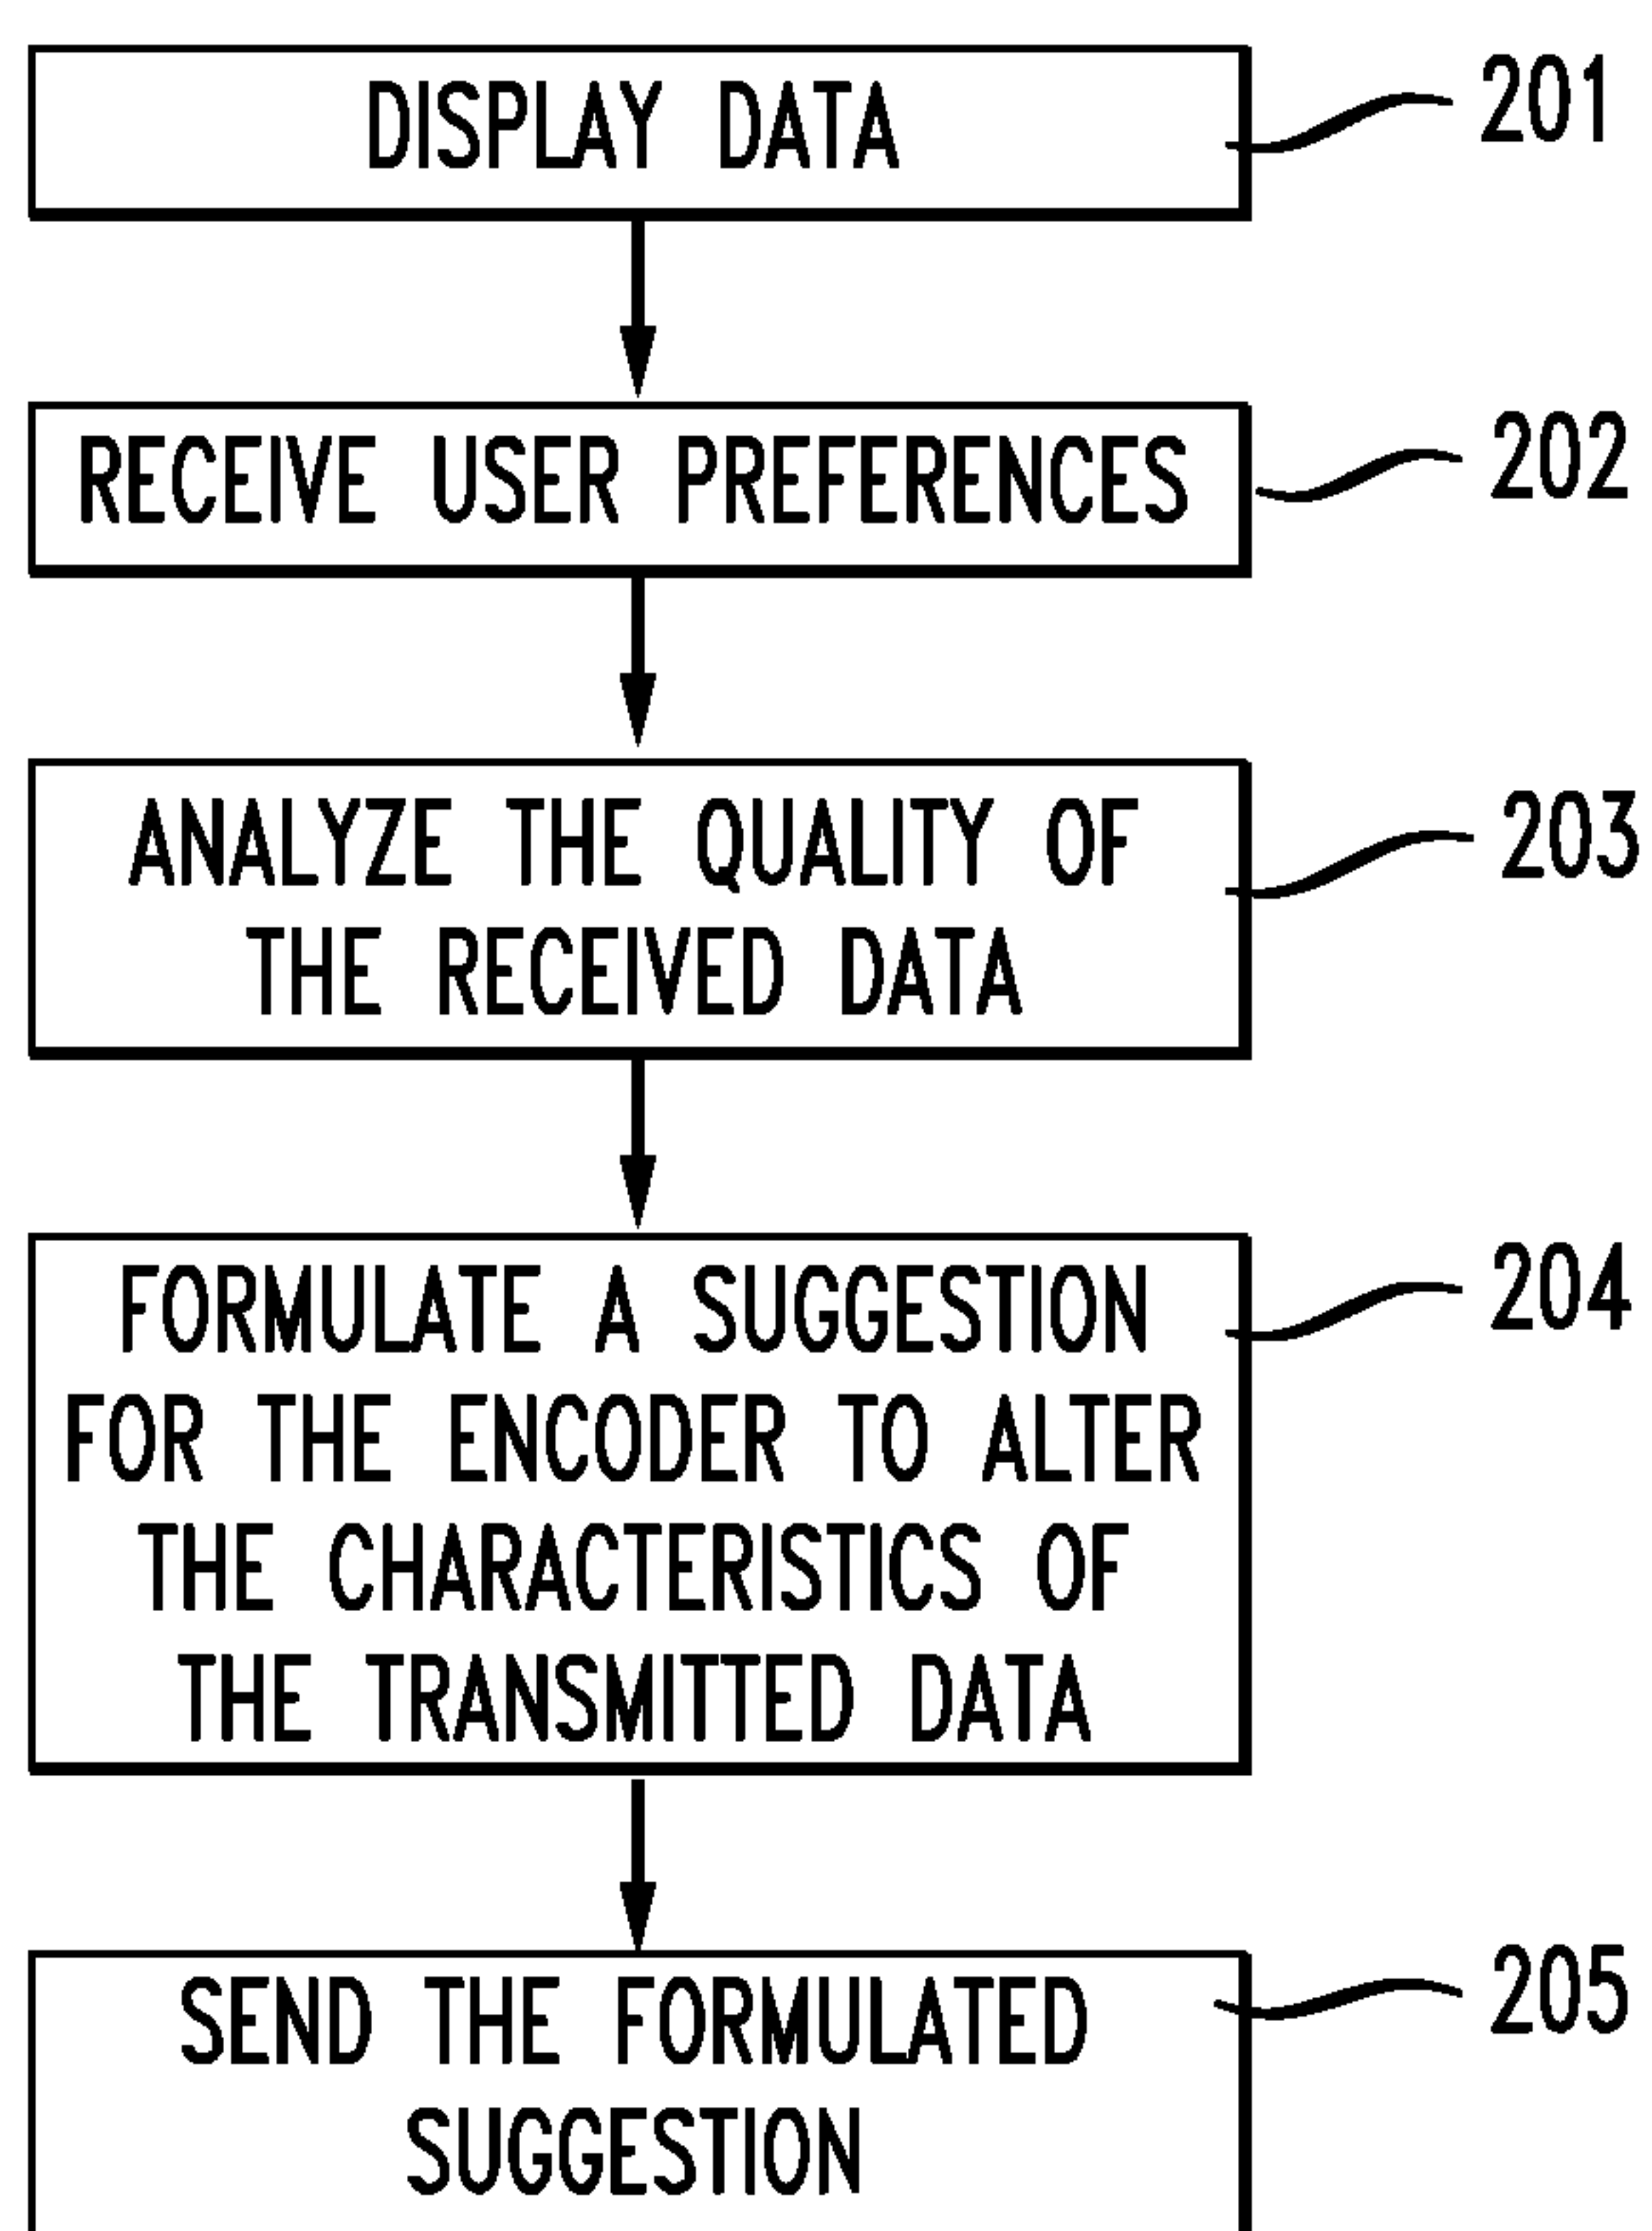 DISPLAY DATA
201
RECEIVE USER PREFERENCES
202
ANALYZE THE QUALITY OF
THE RECEIVED DATA
203
FORMULATE A SUGGESTION
FOR THE ENCODER TO ALTER
THE CHARACTERISTICS OF
THE TRANSMITTED DATA
204
SEND THE FORMULATED
SUGGESTION
205